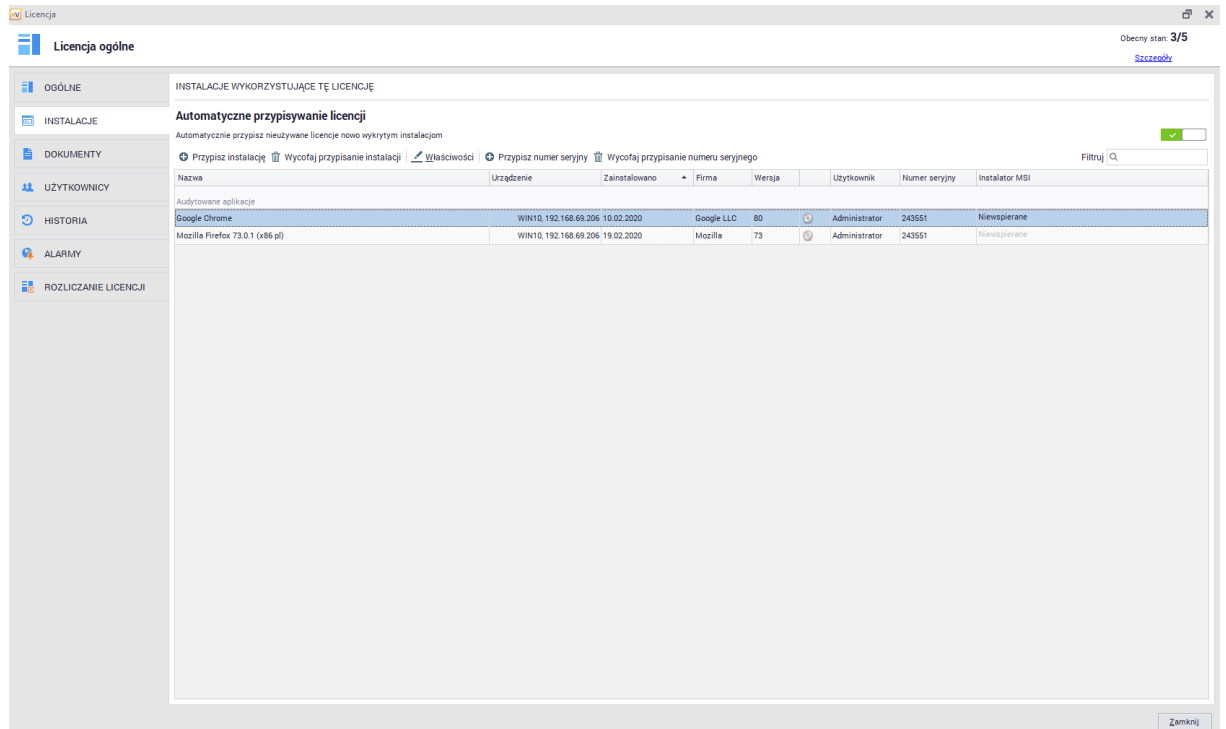 nV Licencja
Licencja ogólne
Obecny stan: 3/5
Szczegóły
OGÓLNE
INSTALACJE
DOKUMENTY
UŻYTKOWNICY
HISTORIA
ALARMY
ROZLICZANIE LICENCJI
INSTALACJE WYKORZYSTUJĄCE TĘ LICENCJĘ
Automatyczne przypisywanie licencji
Automatycznie przypisz nieużywane licencje nowo wykrytym instalacjom
Przypisz instalację Wycofaj przypisanie instalacji Właściwości Przypisz numer seryjny Wycofaj przypisanie numeru seryjnego Filtruj
Nazwa Urządzenie Zainstalowano Firma Wersja Użytkownik Numer seryjny Instalator MSI
Audytowane aplikacje
Google Chrome WIN10, 192.168.69.206 10.02.2020 Google LLC 80 Administrator 243551 Niewspierane
Mozilla Firefox 73.0.1 (x86 pl) WIN10, 192.168.69.206 19.02.2020 Mozilla 73 Administrator 243551 Niewspierane
Zamknij